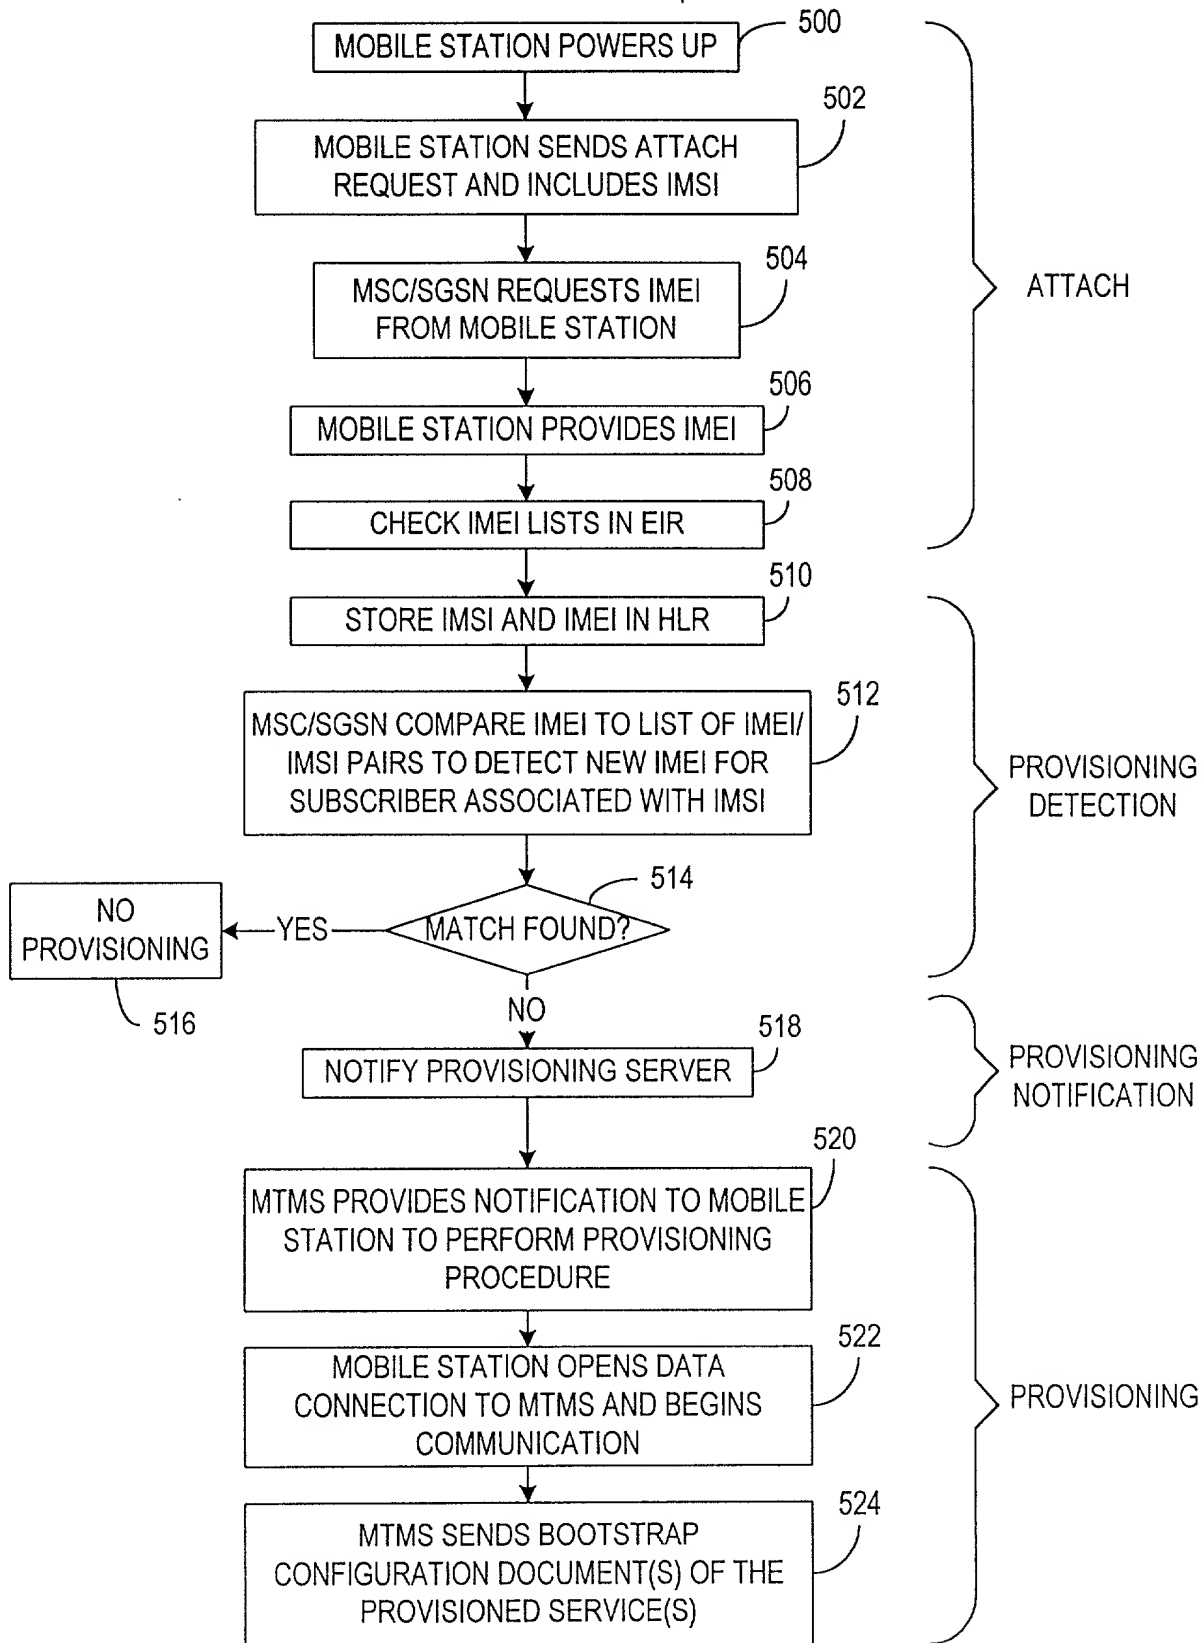 500
MOBILE STATION POWERS UP
502
MOBILE STATION SENDS ATTACH
REQUEST AND INCLUDES IMSI
504
MSC/SGSN REQUESTS IMEI
FROM MOBILE STATION
ATTACH
506
MOBILE STATION PROVIDES IMEI
508
CHECK IMEI LISTS IN EIR
510
STORE IMSI AND IMEI IN HLR
512
MSC/SGSN COMPARE IMEI TO LIST OF IMEI/
IMSI PAIRS TO DETECT NEW IMEI FOR
SUBSCRIBER ASSOCIATED WITH IMSI
PROVISIONING
DETECTION
514
MATCH FOUND?
YES
NO
PROVISIONING
516
NO
518
NOTIFY PROVISIONING SERVER
PROVISIONING
NOTIFICATION
520
MTMS PROVIDES NOTIFICATION TO MOBILE
STATION TO PERFORM PROVISIONING
PROCEDURE
522
MOBILE STATION OPENS DATA
CONNECTION TO MTMS AND BEGINS
COMMUNICATION
PROVISIONING
524
MTMS SENDS BOOTSTRAP
CONFIGURATION DOCUMENT(S) OF THE
PROVISIONED SERVICE(S)